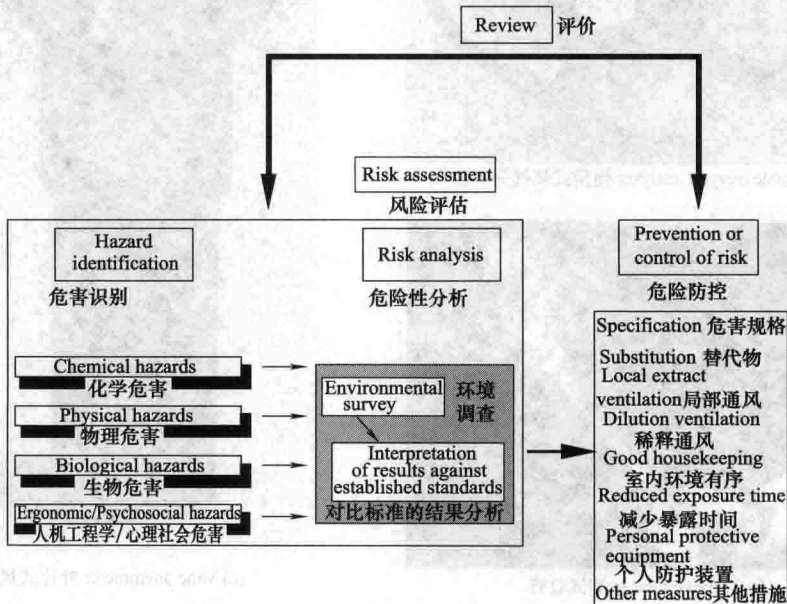 Review 评价
Risk assessment
风险评估
Hazard
identification
危害识别
Risk analysis
危险性分析
Prevention or
control of risk
危险防控
Chemical hazards
化学危害
Physical hazards
物理危害
Biological hazards
生物危害
Ergonomic/Psychosocial hazards
人机工程学/心理社会危害
Environmental
survey
环境
调查
Interpretation
of results against
established standards
对比标准的结果分析
Specification 危害规格
Substitution 替代物
Local extract
ventilation局部通风
Dilution ventilation
稀释通风
Good housekeeping
室内环境有序
Reduced exposure time
减少暴露时间
Personal protective
equipment
个人防护装置
Other measures其他措施